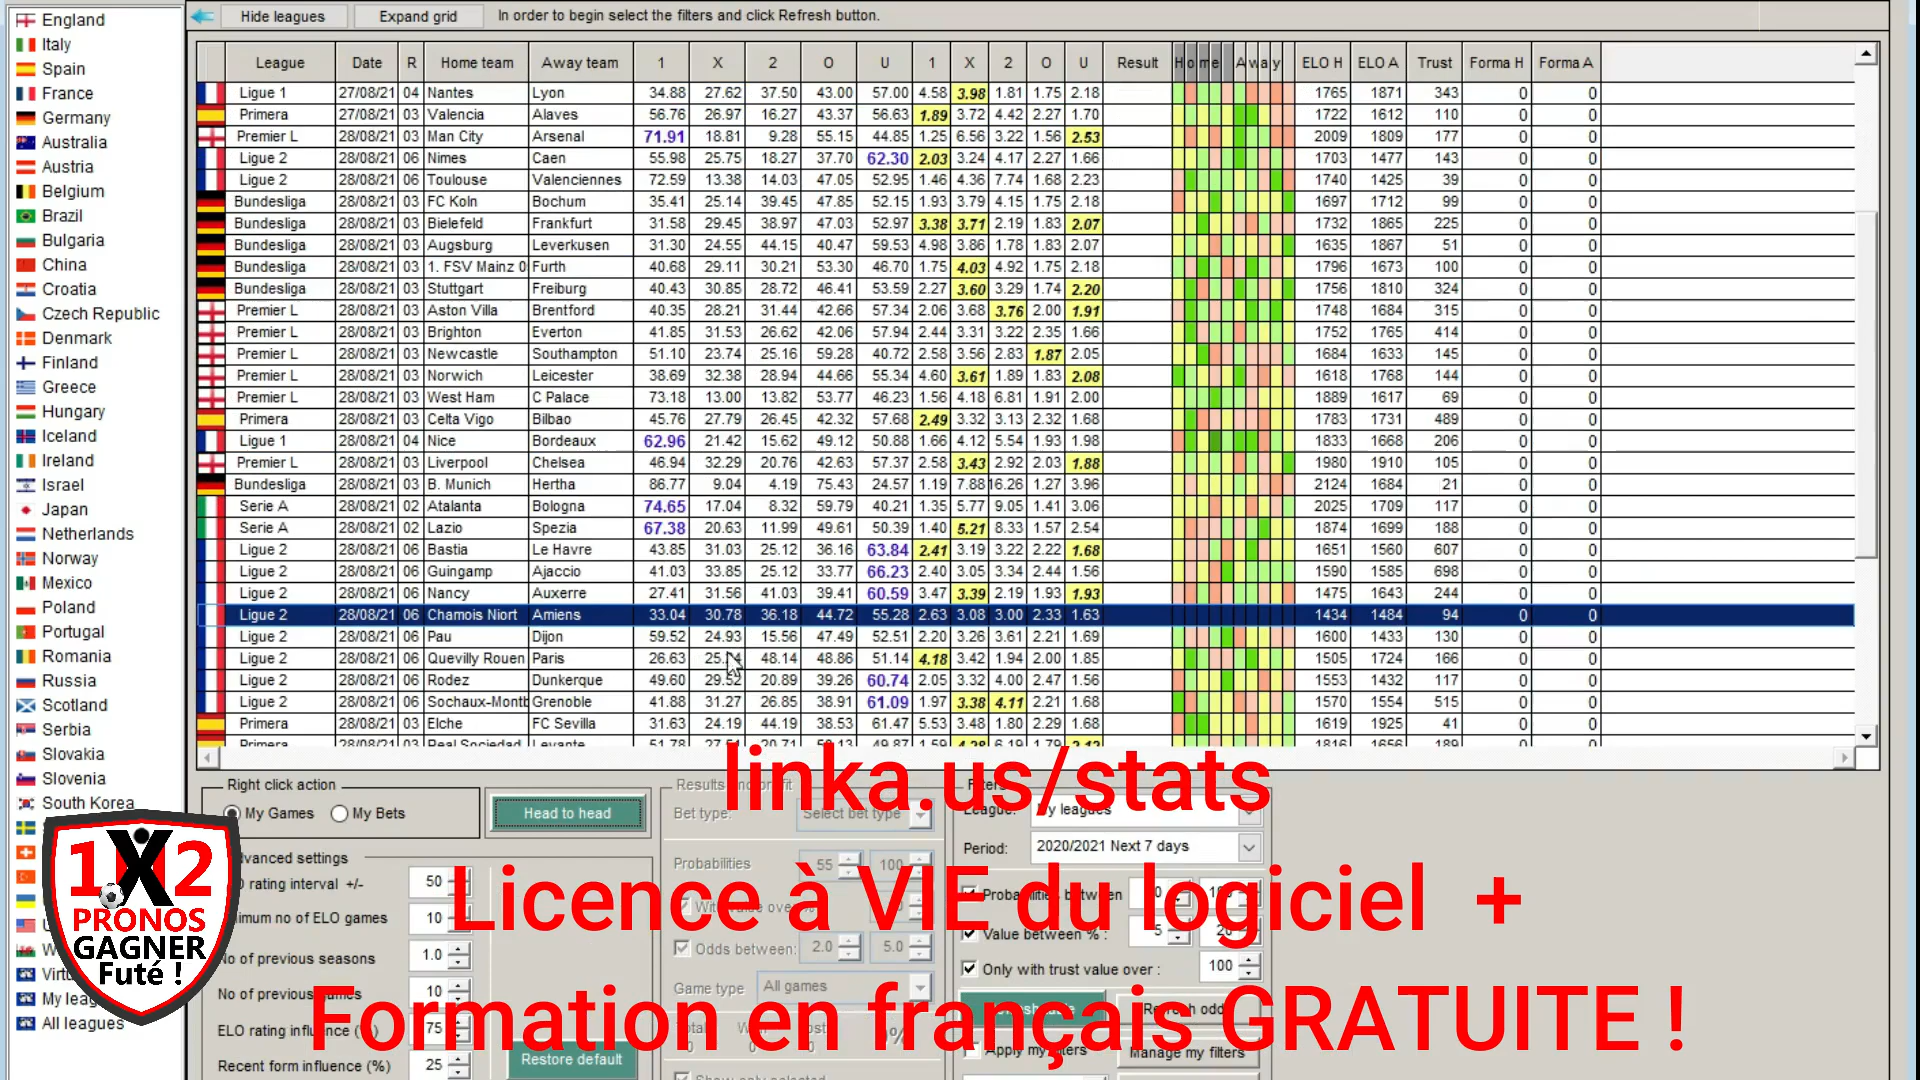 England
Italy
Spain
France
Germany
Australia
Austria
Belgium
Brazil
Bulgaria
China
Croatia
Czech Republic
Denmark
Finland
Greece
Hungary
Iceland
Ireland
Israel
Japan
Netherlands
Norway
Mexico
Poland
Portugal
Romania
Russia
Scotland
Serbia
Slovakia
Slovenia
South Korea
My leag
All leagues
Hide leagues Expand grid In order to begin select the filters and click Refresh button.
League Date R Home team Away team 1 X 2 O U 1 X 2 O U Result Home Away ELO H ELO A Trust Forma H Forma A
Ligue 1 27/08/21 04 Nantes Lyon 34.88 27.62 37.50 43.00 57.00 4.58 3.98 1.81 1.75 2.18 1765 1871 343 0 0
Primera 27/08/21 03 Valencia Alaves 56.76 26.97 16.27 43.37 56.63 1.89 3.72 4.42 2.27 1.70 1722 1612 110 0 0
Premier L 28/08/21 03 Man City Arsenal 71.91 18.81 9.28 55.15 44.85 1.25 6.56 3.22 1.56 2.53 2009 1809 177 0 0
Ligue 2 28/08/21 06 Nimes Caen 55.98 25.75 18.27 37.70 62.30 2.03 3.24 4.17 2.27 1.66 1703 1477 143 0 0
Ligue 2 28/08/21 06 Toulouse Valenciennes 72.59 13.38 14.03 47.05 52.95 1.46 4.36 7.74 1.68 2.23 1740 1425 39 0 0
Bundesliga 28/08/21 03 FC Koln Bochum 35.41 25.14 39.45 47.85 52.15 1.93 3.79 4.15 1.75 2.18 1697 1712 99 0 0
Bundesliga 28/08/21 03 Bielefeld Frankfurt 31.58 29.45 38.97 47.03 52.97 3.38 3.71 2.19 1.83 2.07 1732 1865 225 0 0
Bundesliga 28/08/21 03 Augsburg Leverkusen 31.30 24.55 44.15 40.47 59.53 4.98 3.86 1.78 1.83 2.07 1635 1867 51 0 0
Bundesliga 28/08/21 03 1. FSV Mainz 0 Furth 40.68 29.11 30.21 53.30 46.70 1.75 4.03 4.92 1.75 2.18 1796 1673 100 0 0
Bundesliga 28/08/21 03 Stuttgart Freiburg 40.43 30.85 28.72 46.41 53.59 2.27 3.60 3.29 1.74 2.20 1756 1810 324 0 0
Premier L 28/08/21 03 Aston Villa Brentford 40.35 28.21 31.44 42.66 57.34 2.06 3.68 3.76 2.00 1.91 1748 1684 315 0 0
Premier L 28/08/21 03 Brighton Everton 41.85 31.53 26.62 42.06 57.94 2.44 3.31 3.22 2.35 1.66 1752 1765 414 0 0
Premier L 28/08/21 03 Newcastle Southampton 51.10 23.74 25.16 59.28 40.72 2.58 3.56 2.83 1.87 2.05 1684 1633 145 0 0
Premier L 28/08/21 03 Norwich Leicester 38.69 32.38 28.94 44.66 55.34 4.60 3.61 1.89 1.83 2.08 1618 1768 144 0 0
Premier L 28/08/21 03 West Ham C Palace 73.18 13.00 13.82 53.77 46.23 1.56 4.18 6.81 1.91 2.00 1889 1617 69 0 0
Primera 28/08/21 03 Celta Vigo Bilbao 45.76 27.79 26.45 42.32 57.68 2.49 3.32 3.13 2.32 1.68 1783 1731 489 0 0
Ligue 1 28/08/21 04 Nice Bordeaux 62.96 21.42 15.62 49.12 50.88 1.66 4.12 5.54 1.93 1.98 1833 1668 206 0 0
Premier L 28/08/21 03 Liverpool Chelsea 46.94 32.29 20.76 42.63 57.37 2.58 3.43 2.92 2.03 1.88 1980 1910 105 0 0
Bundesliga 28/08/21 03 B. Munich Hertha 86.77 9.04 4.19 75.43 24.57 1.19 7.88 16.26 1.27 3.96 2124 1684 21 0 0
Serie A 28/08/21 02 Atalanta Bologna 74.65 17.04 8.32 59.79 40.21 1.35 5.77 9.05 1.41 3.06 2025 1709 117 0 0
Serie A 28/08/21 02 Lazio Spezia 67.38 20.63 11.99 49.61 50.39 1.40 5.21 8.33 1.57 2.54 1874 1699 188 0 0
Ligue 2 28/08/21 06 Bastia Le Havre 43.85 31.03 25.12 36.16 63.84 2.41 3.19 3.22 2.22 1.68 1651 1560 607 0 0
Ligue 2 28/08/21 06 Guingamp Ajaccio 41.03 33.85 25.12 33.77 66.23 2.40 3.05 3.34 2.44 1.56 1590 1585 698 0 0
Ligue 2 28/08/21 06 Nancy Auxerre 27.41 31.56 41.03 39.41 60.59 3.47 3.39 2.19 1.93 1.93 1475 1643 244 0 0
Ligue 2 28/08/21 06 Chamois Niort Amiens 33.04 30.78 36.18 44.72 55.28 2.63 3.08 3.00 2.33 1.63 1434 1484 94 0 0
Ligue 2 28/08/21 06 Pau Dijon 59.52 24.93 15.56 47.49 52.51 2.20 3.26 3.61 2.21 1.69 1600 1433 130 0 0
Ligue 2 28/08/21 06 Quevilly Rouen Paris 26.63 48.14 48.86 51.14 4.18 3.42 1.94 2.00 1.85 1505 1724 166 0 0
Ligue 2 28/08/21 06 Rodez Dunkerque 49.60 29.52 20.89 39.26 60.74 2.05 3.32 4.00 2.47 1.56 1553 1432 117 0 0
Ligue 2 28/08/21 06 Sochaux-Montb Grenoble 41.88 31.27 26.85 38.91 61.09 1.97 3.38 4.11 2.21 1.68 1570 1554 515 0 0
Primera 28/08/21 03 Elche FC Sevilla 31.63 24.19 44.19 38.53 61.47 5.53 3.48 1.80 2.29 1.68 1619 1925 41 0 0
Primera 28/08/21 03 Real Sociedad Levante
linka.us/stats
Licence à VIE du logiciel +
Formation en français GRATUITE !
Right click action
My Games My Bets
Head to head
rating interval +/- 50
no of ELO games 10
No of previous seasons 1.0
No of previous games 10
ELO rating influence (%) 75
Recent form influence (%) 25
Restore default
Bet type: Select bet type
Probabilities 55 100
Odds between: 2.0 5.0
Game type All games
Period: 2020/2021 Next 7 days
Probabilities between
Value between % : 5
Only with trust value over : 100
Apply my filters Manage my filters
1X2
PRONOS
GAGNER
Futé !